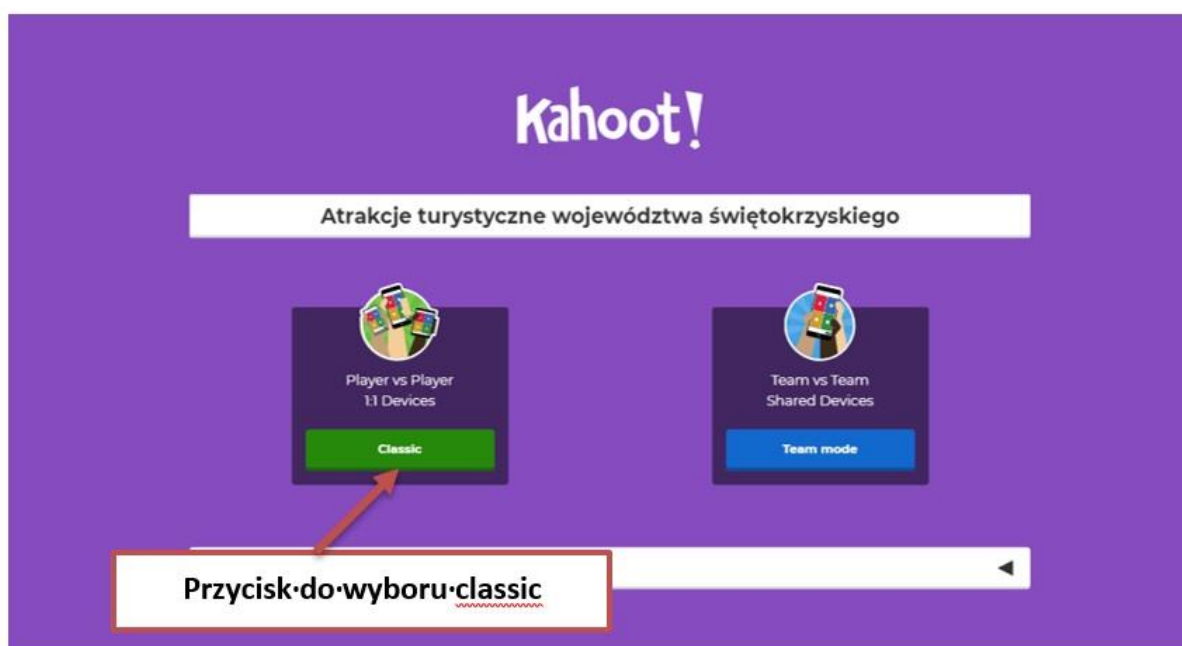 Kahoot!
Atrakcje turystyczne województwa świętokrzyskiego
Player vs Player
1:1 Devices
Classic
Team vs Team
Shared Devices
Team mode
Przycisk·do·wyboru·classic